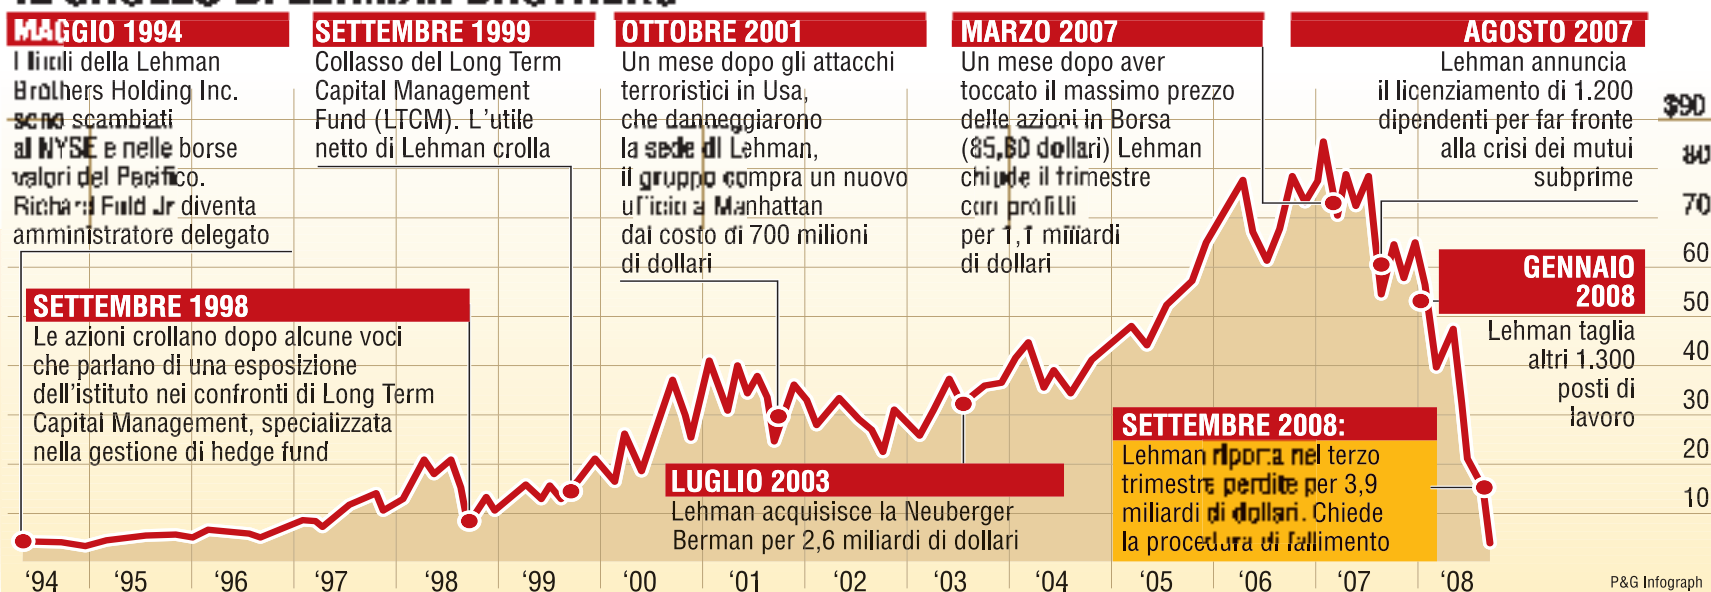 MAGGIO 1994
I titoli della Lehman
Brothers Holding Inc.
sono scambiati
al NYSE e nelle borse
valori del Pacifico.
Richard Fuld Jr diventa
amministratore delegato
SETTEMBRE 1999
Collasso del Long Term
Capital Management
Fund (LTCM). L'utile
netto di Lehman crolla
OTTOBRE 2001
Un mese dopo gli attacchi
terroristici in Usa,
che danneggiarono
la sede di Lehman,
il gruppo compra un nuovo
ufficio a Manhattan
dal costo di 700 milioni
di dollari
MARZO 2007
Un mese dopo aver
toccato il massimo prezzo
delle azioni in Borsa
(85,80 dollari) Lehman
chiude il trimestre
con profitti
per 1,1 miliardi
di dollari
AGOSTO 2007
Lehman annuncia
il licenziamento di 1.200
dipendenti per far fronte
alla crisi dei mutui
subprime
SETTEMBRE 1998
Le azioni crollano dopo alcune voci
che parlano di una esposizione
dell'istituto nei confronti di Long Term
Capital Management, specializzata
nella gestione di hedge fund
LUGLIO 2003
Lehman acquisisce la Neuberger
Berman per 2,6 miliardi di dollari
SETTEMBRE 2008:
Lehman riporta nel terzo
trimestre perdite per 3,9
miliardi di dollari. Chiede
la procedura di fallimento
GENNAIO
2008
Lehman taglia
altri 1.300
posti di
lavoro
$90
80
70
60
50
40
30
20
10
'94 '95 '96 '97 '98 '99 '00 '01 '02 '03 '04 '05 '06 '07 '08
P&G Infograph